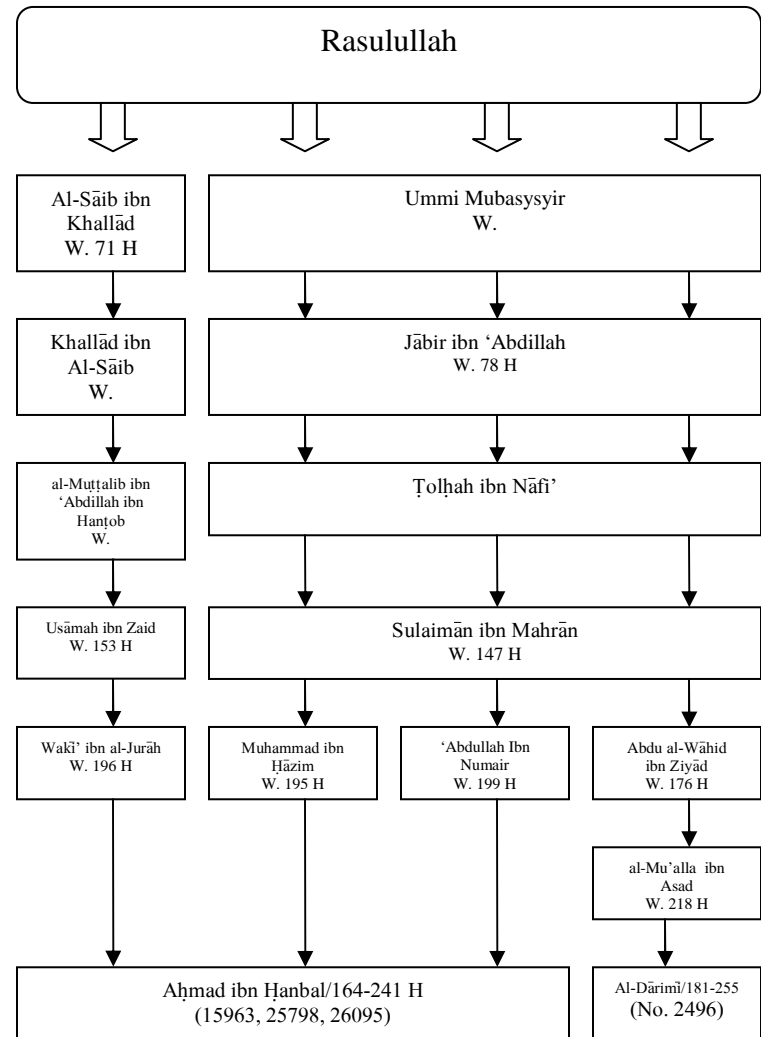 Rasulullah
Al-Sāib ibn
Khallād
W. 71 H
Ummi Mubasysyir
W.
Khallād ibn
Al-Sāib
W.
Jābir ibn ‘Abdillah
W. 78 H
al-Muṭṭalib ibn
‘Abdillah ibn
Hanṭob
W.
Ṭolḥah ibn Nāfi’
Usāmah ibn Zaid
W. 153 H
Sulaimān ibn Mahrān
W. 147 H
Wakī’ ibn al-Jurāh
W. 196 H
Muhammad ibn
Ḥāzim
W. 195 H
‘Abdullah Ibn
Numair
W. 199 H
Abdu al-Wāhid
ibn Ziyād
W. 176 H
al-Mu’alla ibn
Asad
W. 218 H
Aḥmad ibn Ḥanbal/164-241 H
(15963, 25798, 26095)
Al-Dārimī/181-255
(No. 2496)